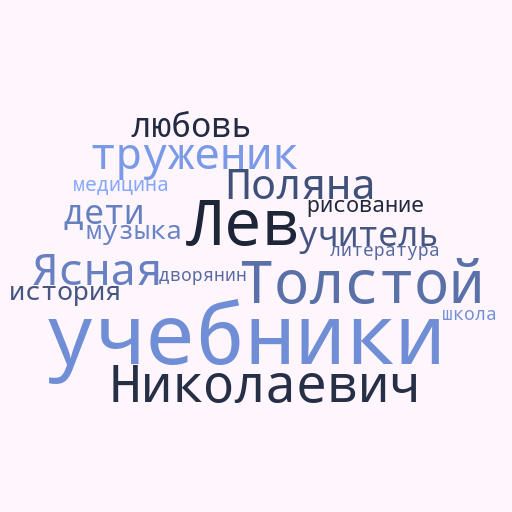 любовь
труженик
медицина
Поляна
дети
рисование
музыка
Лев
учитель
литература
Ясная
дворянин
Толстой
история
школа
учебники
Николаевич